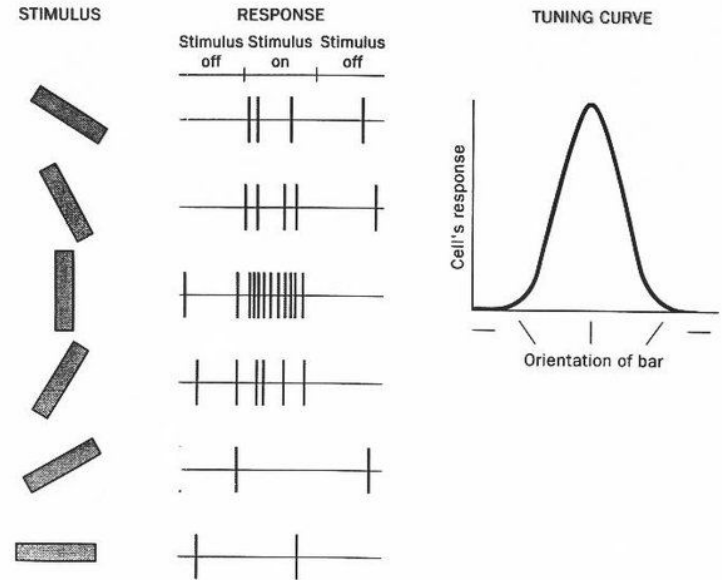 STIMULUS
RESPONSE
TUNING CURVE
Stimulus Stimulus Stimulus
off on off
Cell's response
Orientation of bar